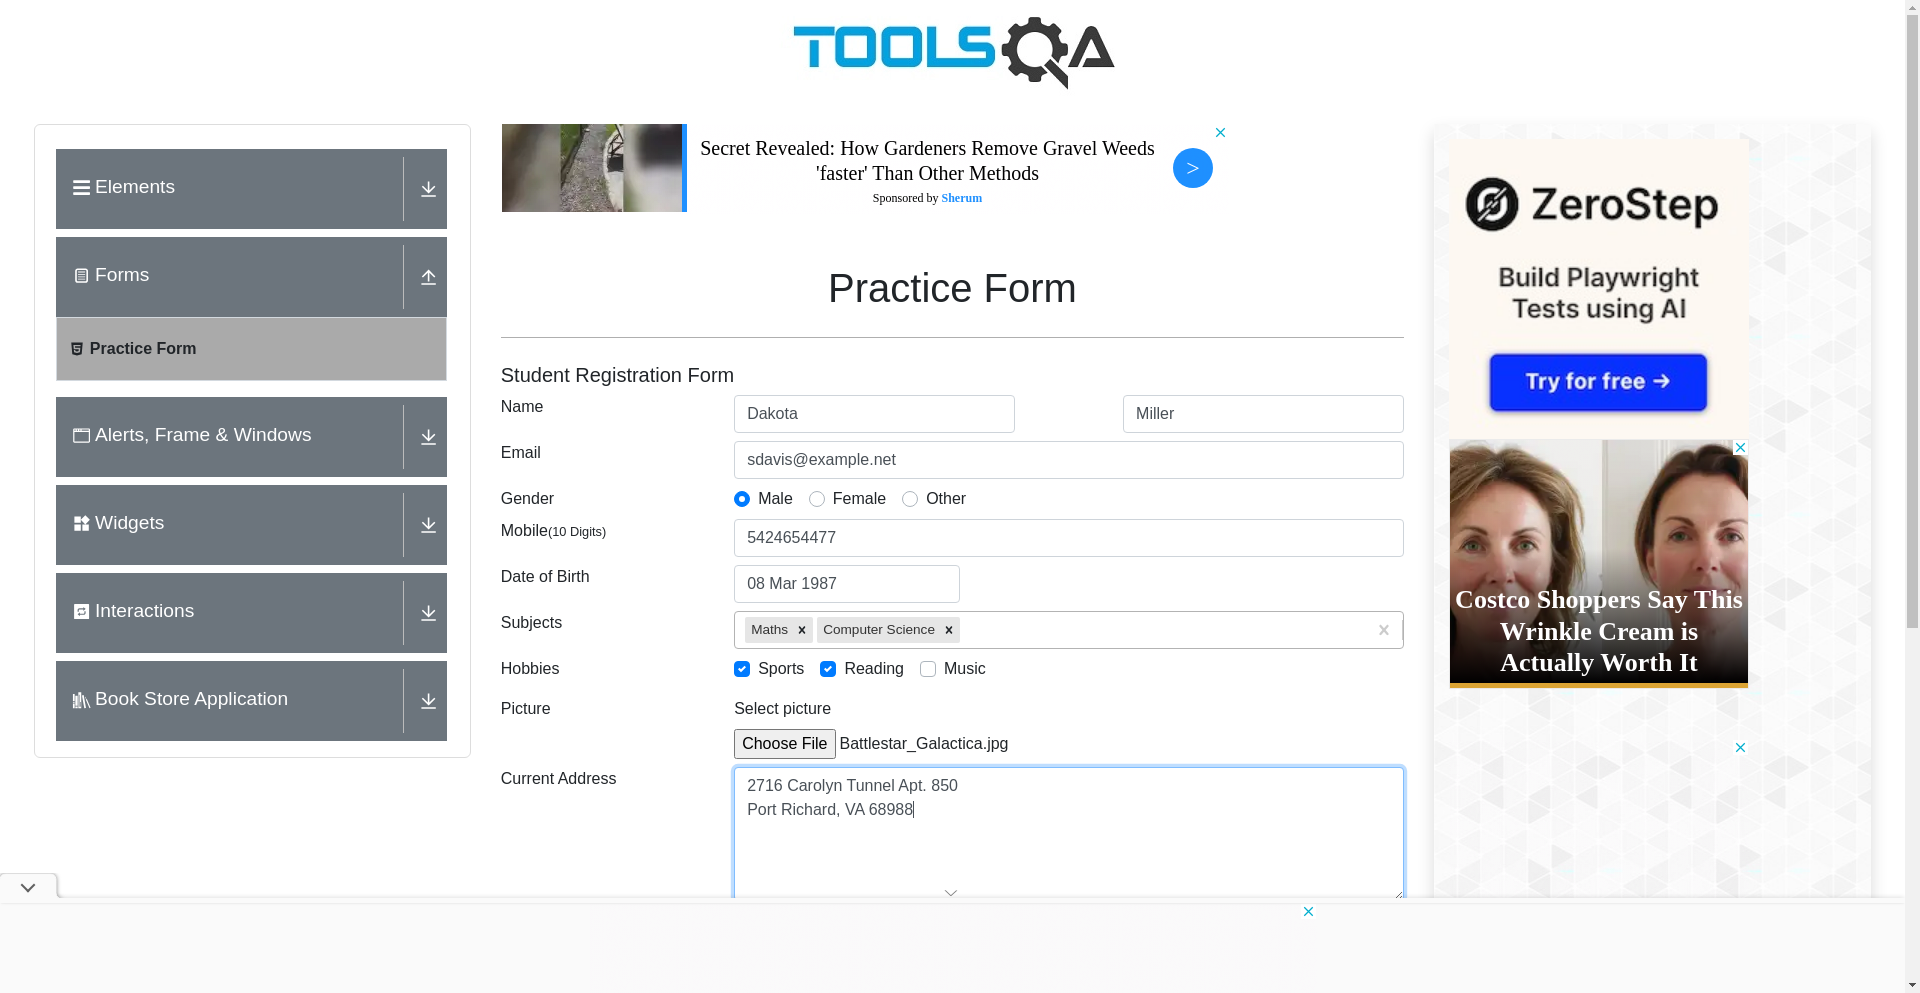 TOOLSQA
Elements
Forms
Practice Form
Alerts, Frame & Windows
Widgets
Interactions
Book Store Application
Secret Revealed: How Gardeners Remove Gravel Weeds
'faster' Than Other Methods
Sponsored by Sherum
>
Practice Form
Student Registration Form
Name
Dakota
Miller
Email
sdavis@example.net
Gender
Male
Female
Other
Mobile(10 Digits)
5424654477
Date of Birth
08 Mar 1987
Subjects
Maths
Computer Science
Hobbies
Sports
Reading
Music
Picture
Select picture
Choose File Battlestar_Galactica.jpg
Current Address
2716 Carolyn Tunnel Apt. 850
Port Richard, VA 68988
ZeroStep
Build Playwright
Tests using AI
Try for free →
Costco Shoppers Say This
Wrinkle Cream is
Actually Worth It